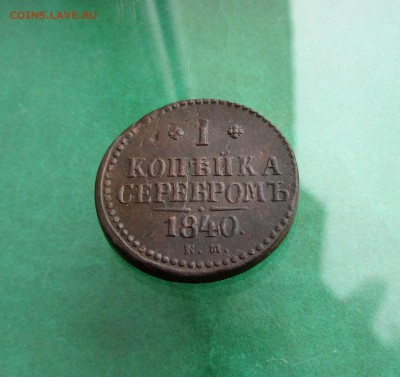 COINS.LAVE.RU
1
КОПѢЙКА
СЕРЕБРОМЪ
1840.